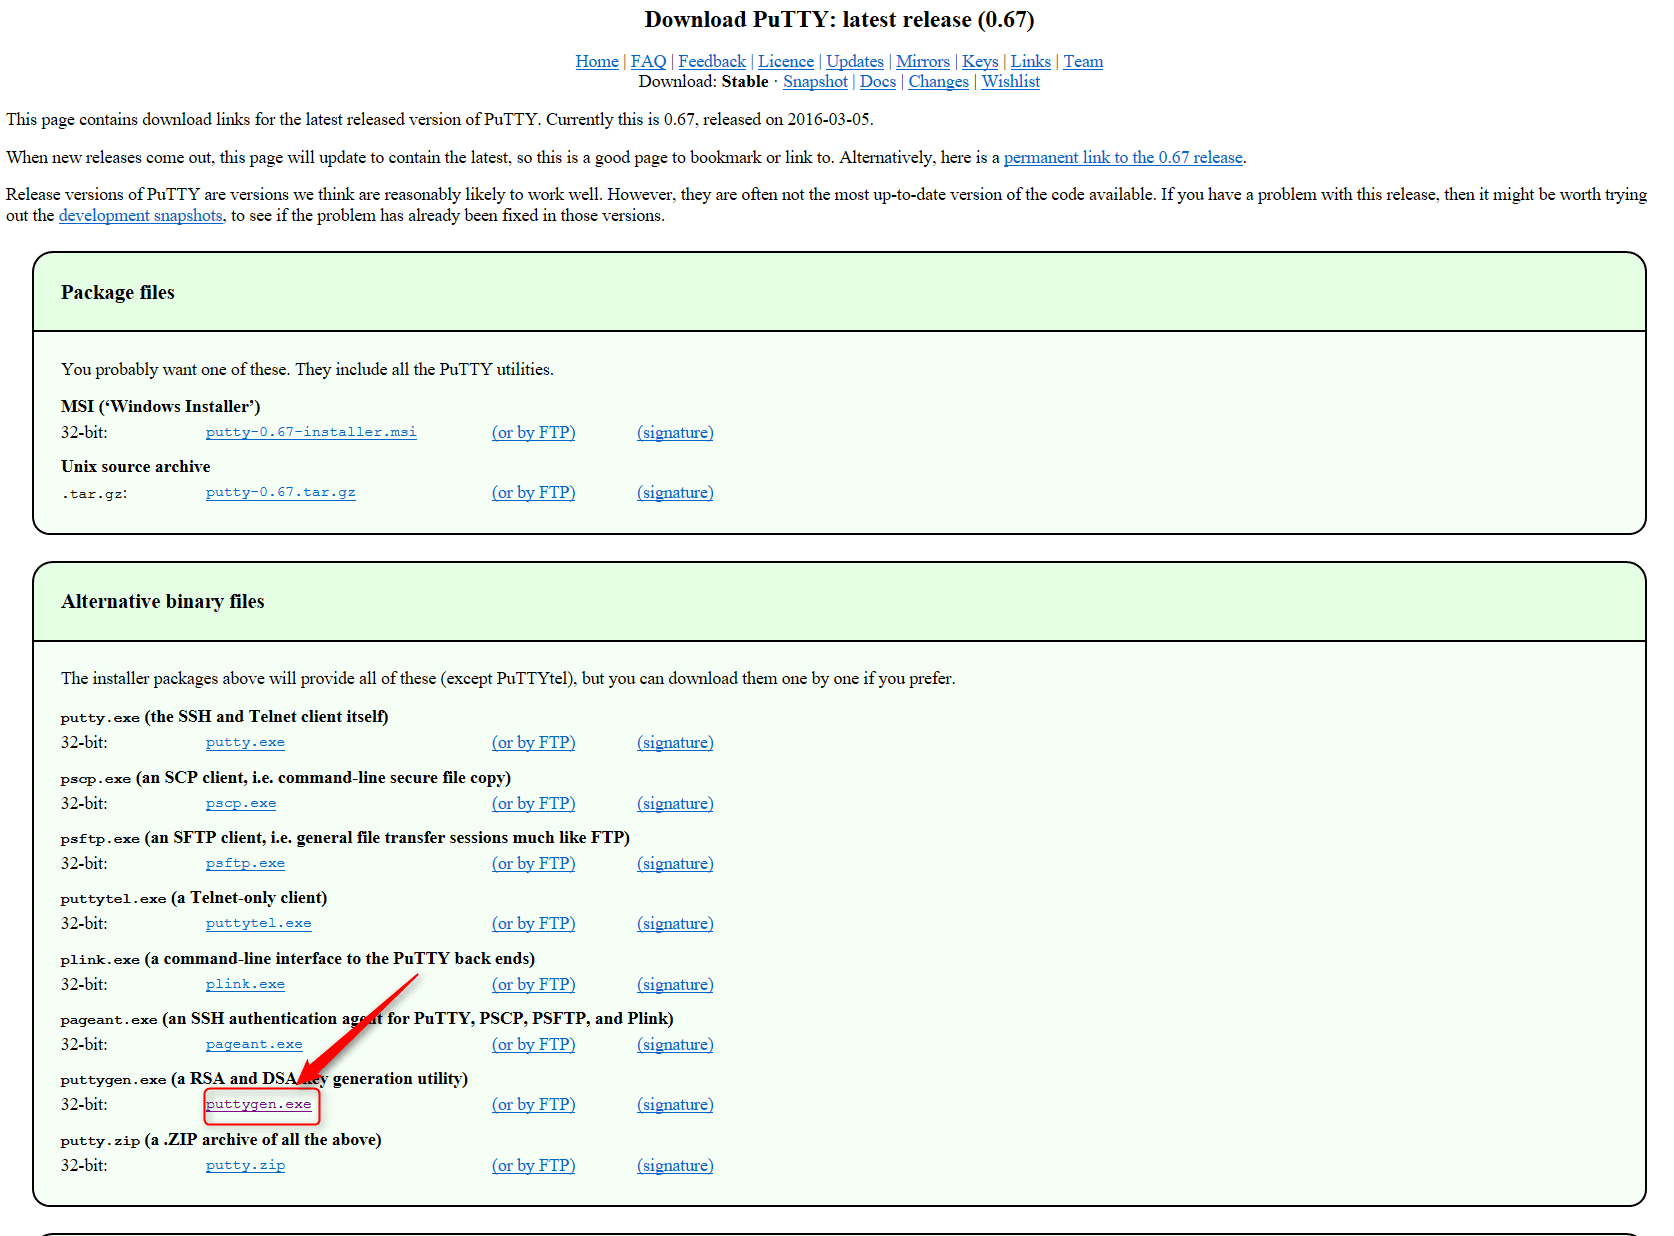 Download PuTTY: latest release (0.67)
Home | FAQ | Feedback | Licence | Updates | Mirrors | Keys | Links | Team
Download: Stable · Snapshot | Docs | Changes | Wishlist
This page contains download links for the latest released version of PuTTY. Currently this is 0.67, released on 2016-03-05.
When new releases come out, this page will update to contain the latest, so this is a good page to bookmark or link to. Alternatively, here is a permanent link to the 0.67 release.
Release versions of PuTTY are versions we think are reasonably likely to work well. However, they are often not the most up-to-date version of the code available. If you have a problem with this release, then it might be worth trying
out the development snapshots, to see if the problem has already been fixed in those versions.
Package files
You probably want one of these. They include all the PuTTY utilities.
MSI (‘Windows Installer’)
32-bit: putty-0.67-installer.msi (or by FTP) (signature)
Unix source archive
.tar.gz: putty-0.67.tar.gz (or by FTP) (signature)
Alternative binary files
The installer packages above will provide all of these (except PuTTYtel), but you can download them one by one if you prefer.
putty.exe (the SSH and Telnet client itself)
32-bit: putty.exe (or by FTP) (signature)
pscp.exe (an SCP client, i.e. command-line secure file copy)
32-bit: pscp.exe (or by FTP) (signature)
psftp.exe (an SFTP client, i.e. general file transfer sessions much like FTP)
32-bit: psftp.exe (or by FTP) (signature)
puttytel.exe (a Telnet-only client)
32-bit: puttytel.exe (or by FTP) (signature)
plink.exe (a command-line interface to the PuTTY back ends)
32-bit: plink.exe (or by FTP) (signature)
pageant.exe (an SSH authentication agent for PuTTY, PSCP, PSFTP, and Plink)
32-bit: pageant.exe (or by FTP) (signature)
puttygen.exe (a RSA and DSA key generation utility)
32-bit: puttygen.exe (or by FTP) (signature)
putty.zip (a .ZIP archive of all the above)
32-bit: putty.zip (or by FTP) (signature)